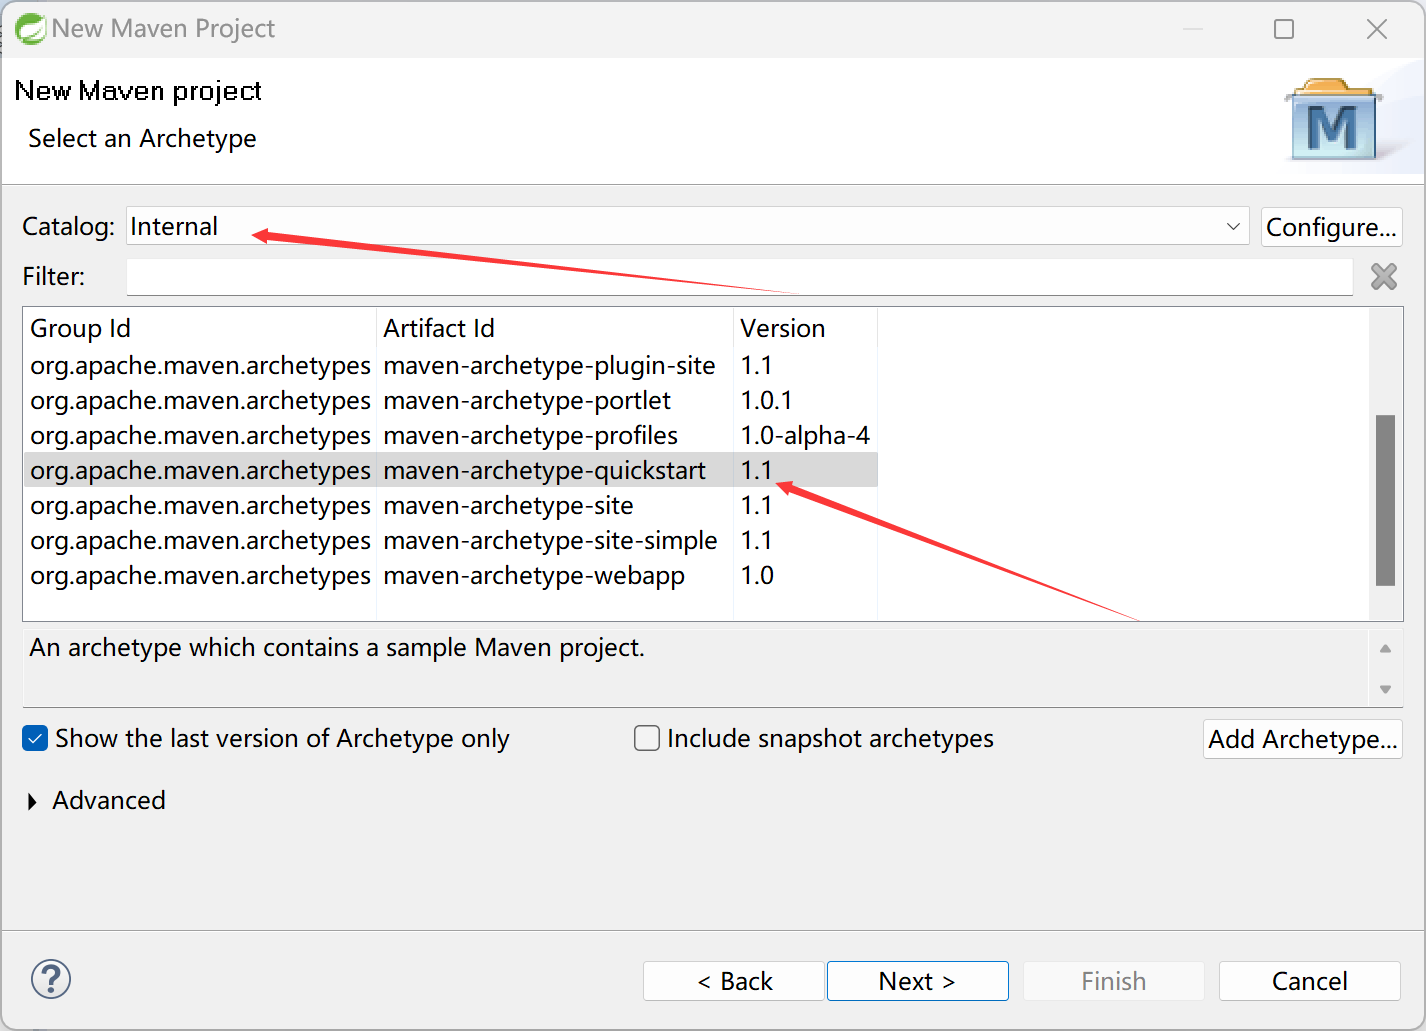 New Maven Project
New Maven project
Select an Archetype
M
Catalog: Internal Configure...
Filter:
Group Id Artifact Id Version
org.apache.maven.archetypes maven-archetype-plugin-site 1.1
org.apache.maven.archetypes maven-archetype-portlet 1.0.1
org.apache.maven.archetypes maven-archetype-profiles 1.0-alpha-4
org.apache.maven.archetypes maven-archetype-quickstart 1.1
org.apache.maven.archetypes maven-archetype-site 1.1
org.apache.maven.archetypes maven-archetype-site-simple 1.1
org.apache.maven.archetypes maven-archetype-webapp 1.0
An archetype which contains a sample Maven project.
Show the last version of Archetype only Include snapshot archetypes Add Archetype...
Advanced
? < Back Next > Finish Cancel